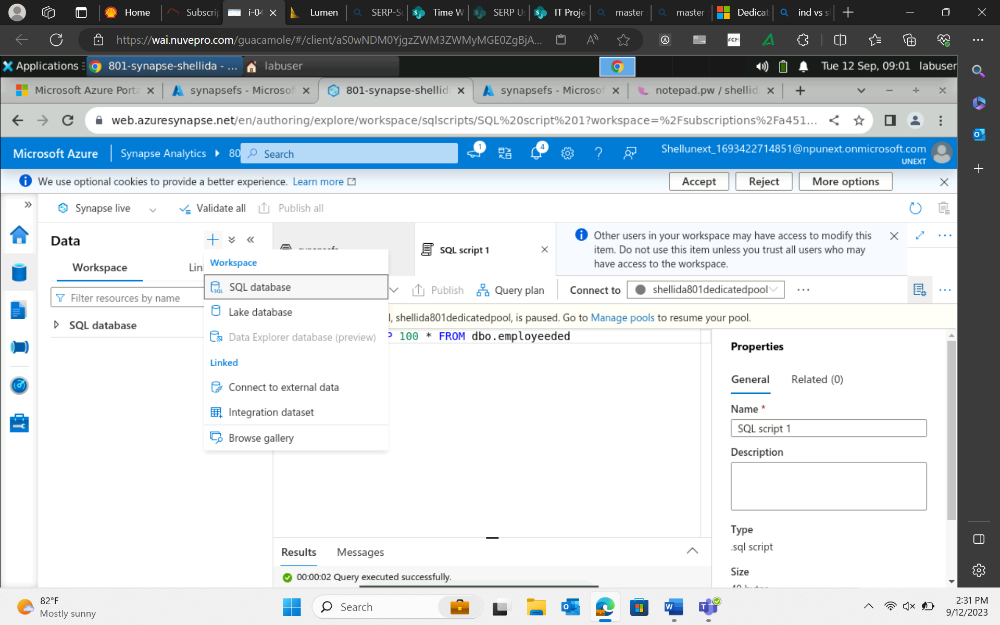 Home
Subscrip
i-04
Lumen
SERP-Su
Time W
SERP Us
IT Proje
master
master
Dedicat
ind vs s
https://wai.nuvepro.com/guacamole/#/client/aS0wNDM0YjgzZWM3ZWMyMGE0ZgBjA...
Applications
801-synapse-shellida - ...
labuser
Tue 12 Sep, 09:01 labuser
Microsoft Azure Porta
synapsefs - Microsof
801-synapse-shellid
synapsefs - Microsof
notepad.pw / shellid
web.azuresynapse.net/en/authoring/explore/workspace/sqlscripts/SQL%20script%201?workspace=%2Fsubscriptions%2Fa451...
Microsoft Azure
Synapse Analytics
80
Search
1
4
Shellunext_1693422714851@npunext.onmicrosoft.com
UNEXT
We use optional cookies to provide a better experience. Learn more
Accept
Reject
More options
Synapse live
Validate all
Publish all
Data
Workspace
Lin
Filter resources by name
SQL database
Workspace
SQL database
Lake database
Data Explorer database (preview)
Linked
Connect to external data
Integration dataset
Browse gallery
SQL script 1
Other users in your workspace may have access to modify this
item. Do not use this item unless you trust all users who may
have access to the workspace.
Publish
Query plan
Connect to
shellida801dedicatedpool
, shellida801dedicatedpool, is paused. Go to Manage pools to resume your pool.
P 100 * FROM dbo.employeeded
Properties
General
Related (0)
Name *
SQL script 1
Description
Type
.sql script
Size
Results
Messages
00:00:02 Query executed successfully.
82°F
Mostly sunny
Search
2:31 PM
9/12/2023